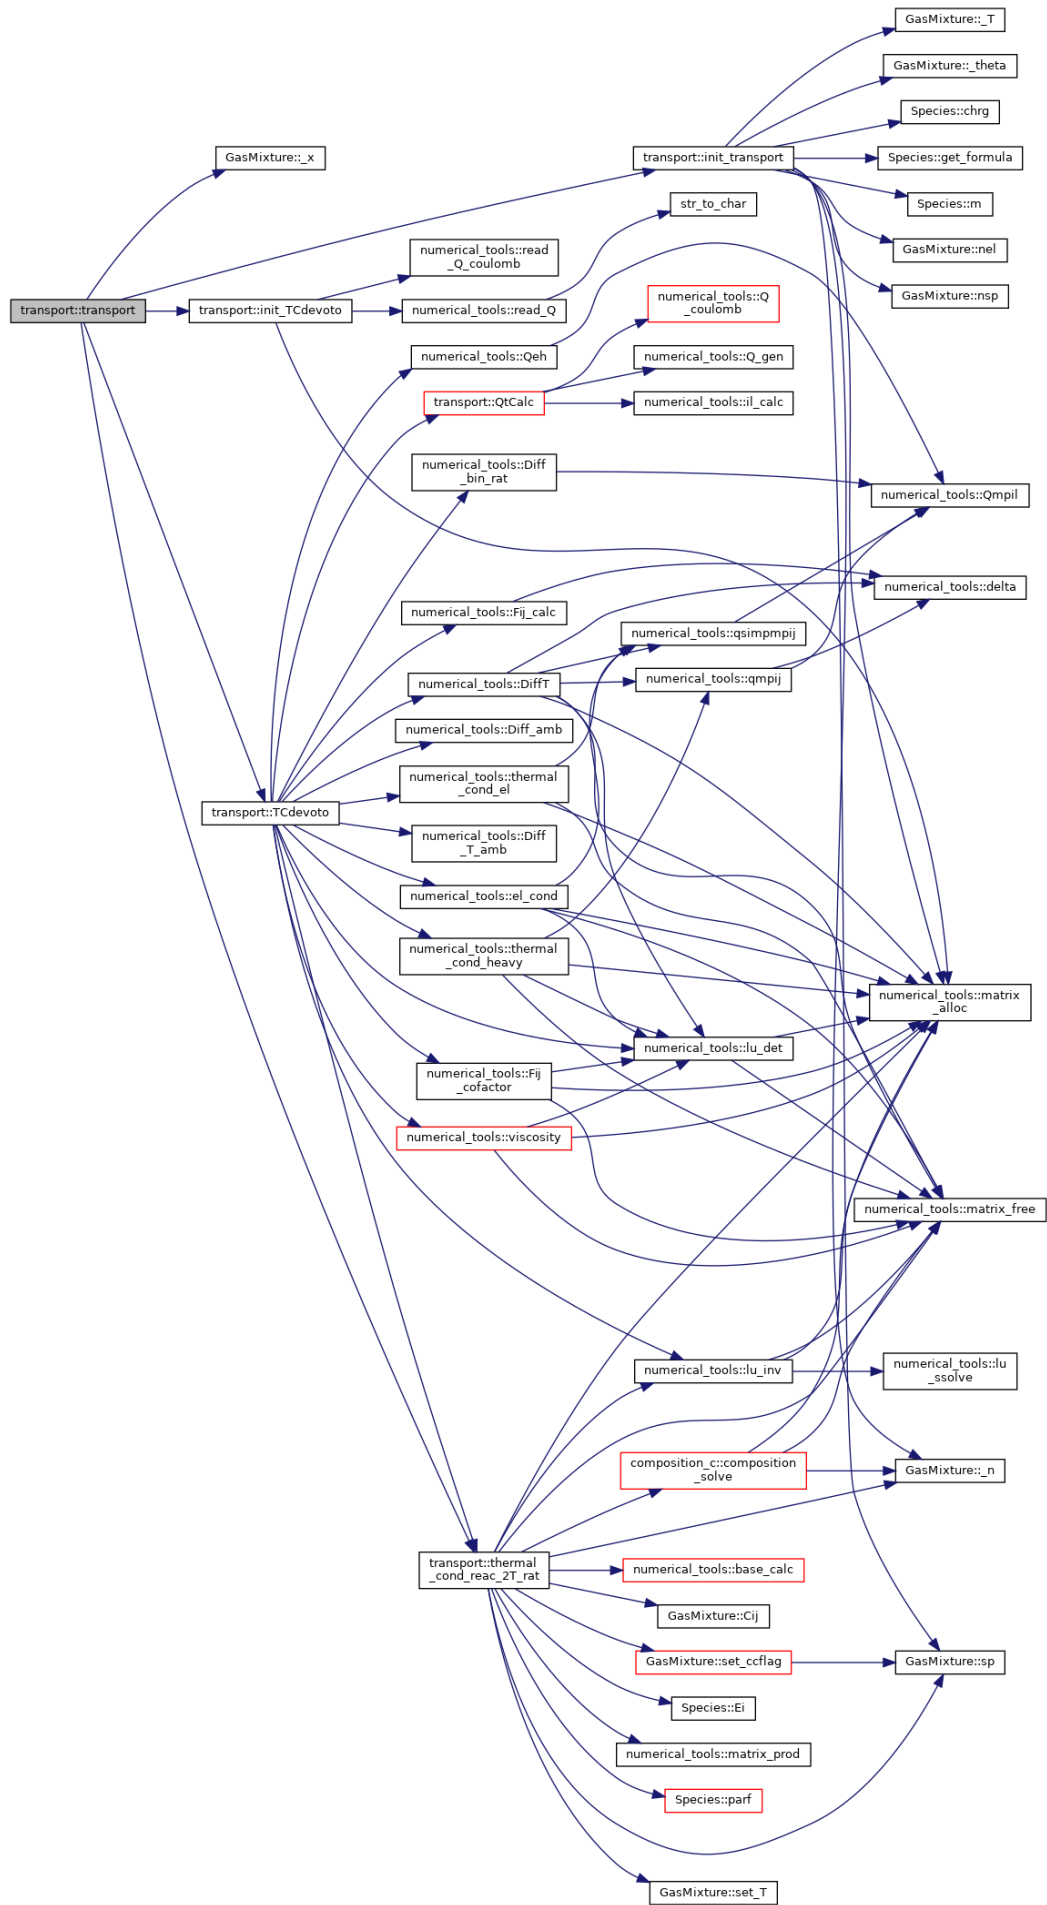 GasMixture::_T
GasMixture::_theta
Species::chrg
GasMixture::_x
transport::init_transport
Species::get_formula
str_to_char
Species::m
numerical_tools::read
_Q_coulomb
GasMixture::nel
GasMixture::nsp
transport::transport
transport::init_TCdevoto
numerical_tools::read_Q
numerical_tools::Q
_coulomb
numerical_tools::Qeh
numerical_tools::Q_gen
transport::QtCalc
numerical_tools::il_calc
numerical_tools::Diff
_bin_rat
numerical_tools::Qmpil
numerical_tools::delta
numerical_tools::Fij_calc
numerical_tools::qsimpmpij
numerical_tools::DiffT
numerical_tools::qmpij
numerical_tools::Diff_amb
numerical_tools::thermal
_cond_el
transport::TCdevoto
numerical_tools::Diff
_T_amb
numerical_tools::el_cond
numerical_tools::thermal
_cond_heavy
numerical_tools::matrix
_alloc
numerical_tools::lu_det
numerical_tools::Fij
_cofactor
numerical_tools::viscosity
numerical_tools::matrix_free
numerical_tools::lu_inv
numerical_tools::lu
_ssolve
composition_c::composition
_solve
GasMixture::_n
transport::thermal
_cond_reac_2T_rat
numerical_tools::base_calc
GasMixture::Cij
GasMixture::set_ccflag
GasMixture::sp
Species::Ei
numerical_tools::matrix_prod
Species::parf
GasMixture::set_T